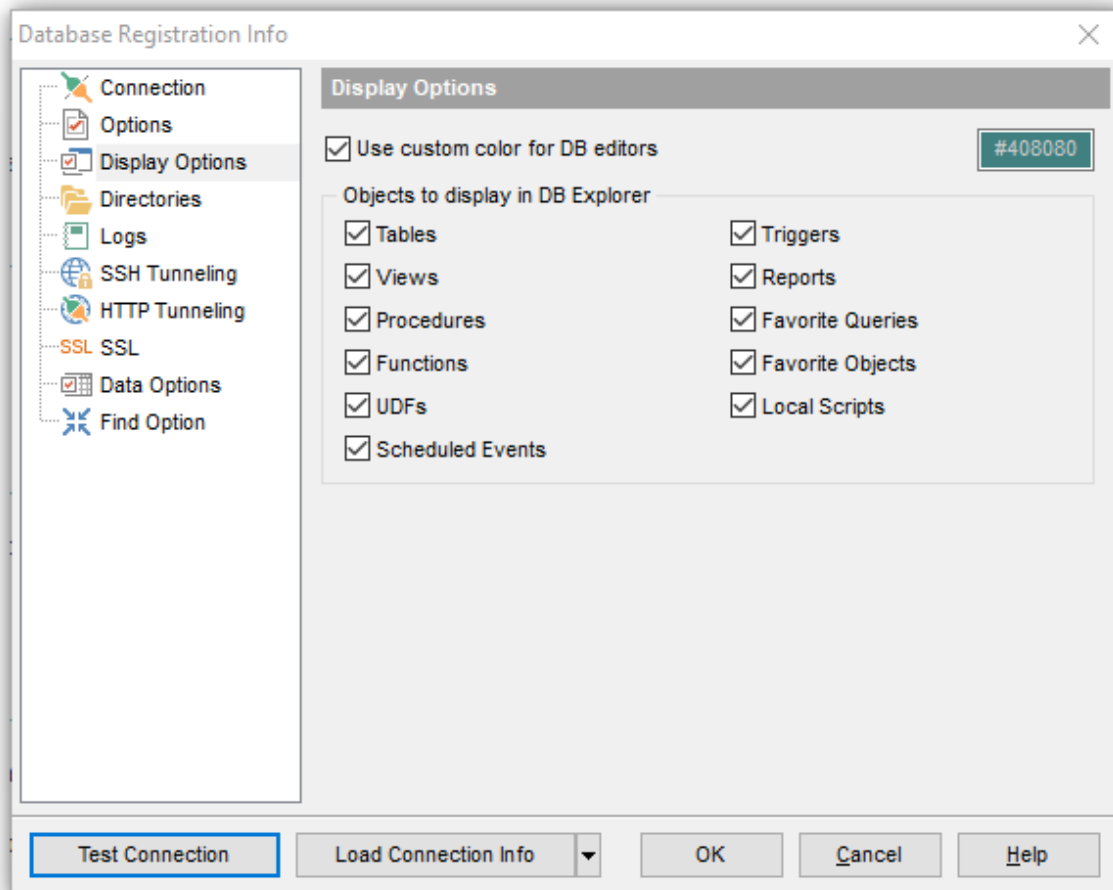 Database Registration Info
Connection
Options
Display Options
Directories
Logs
SSH Tunneling
HTTP Tunneling
SSL SSL
Data Options
Find Option
Display Options
Use custom color for DB editors
#408080
Objects to display in DB Explorer
Tables
Views
Procedures
Functions
UDFs
Scheduled Events
Triggers
Reports
Favorite Queries
Favorite Objects
Local Scripts
Test Connection
Load Connection Info
OK
Cancel
Help